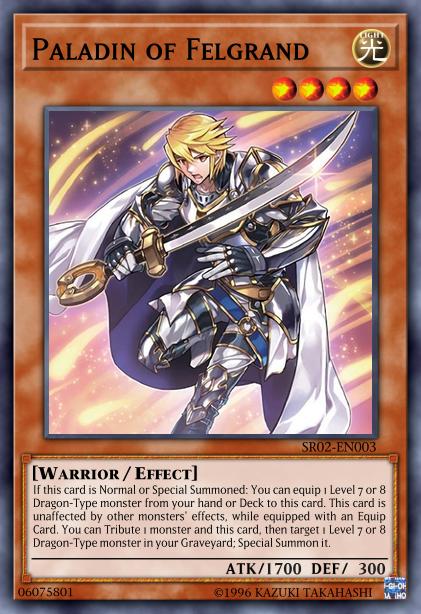 PALADIN OF FELGRAND
LIGHT
光
SR02-EN003
[WARRIOR / EFFECT]
If this card is Normal or Special Summoned: You can equip 1 Level 7 or 8
Dragon-Type monster from your hand or Deck to this card. This card is
unaffected by other monsters' effects, while equipped with an Equip
Card. You can Tribute 1 monster and this card, then target 1 Level 7 or 8
Dragon-Type monster in your Graveyard; Special Summon it.
ATK/1700 DEF/ 300
06075801 ©1996 KAZUKI TAKAHASHI